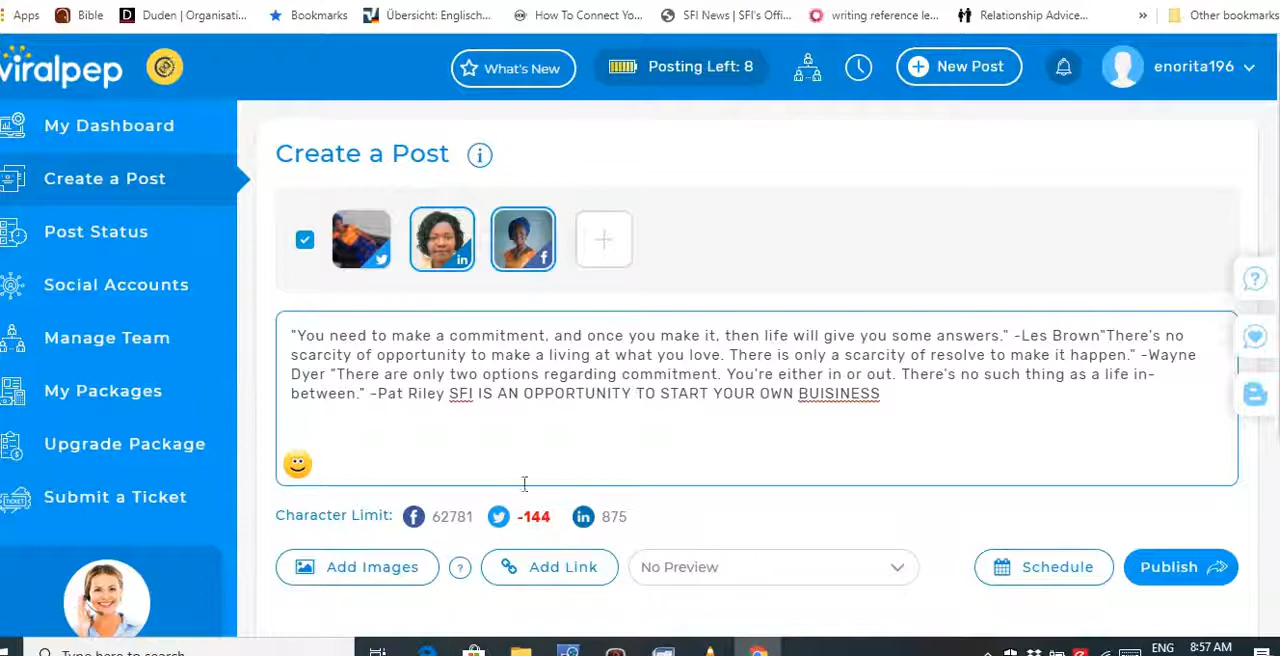 Apps Bible Duden | Organisati... Bookmarks Übersicht: Englisch... How To Connect Yo... SFI News | SFI's Offi... writing reference le... Relationship Advice... » Other bookmarks
viralpep What's New Posting Left: 8 New Post enorita196
My Dashboard
Create a Post
Post Status
Social Accounts
Manage Team
My Packages
Upgrade Package
Submit a Ticket
Create a Post i
"You need to make a commitment, and once you make it, then life will give you some answers." -Les Brown"There's no
scarcity of opportunity to make a living at what you love. There is only a scarcity of resolve to make it happen." -Wayne
Dyer "There are only two options regarding commitment. You're either in or out. There's no such thing as a life in-
between." -Pat Riley SFI IS AN OPPORTUNITY TO START YOUR OWN BUISINESS
Character Limit: 62781 -144 in 875
Add Images ? Add Link No Preview Schedule Publish
Type here to search ENG 8:57 AM